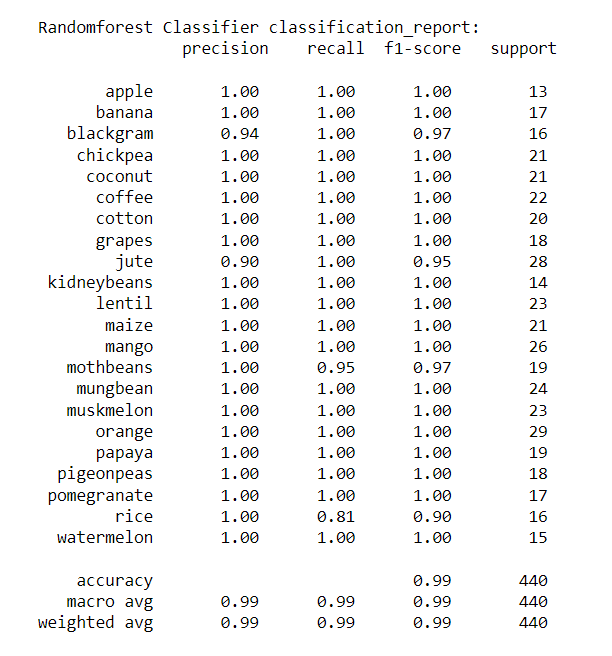 Randomforest Classifier classification_report:
precision recall f1-score support
apple 1.00 1.00 1.00 13
banana 1.00 1.00 1.00 17
blackgram 0.94 1.00 0.97 16
chickpea 1.00 1.00 1.00 21
coconut 1.00 1.00 1.00 21
coffee 1.00 1.00 1.00 22
cotton 1.00 1.00 1.00 20
grapes 1.00 1.00 1.00 18
jute 0.90 1.00 0.95 28
kidneybeans 1.00 1.00 1.00 14
lentil 1.00 1.00 1.00 23
maize 1.00 1.00 1.00 21
mango 1.00 1.00 1.00 26
mothbeans 1.00 0.95 0.97 19
mungbean 1.00 1.00 1.00 24
muskmelon 1.00 1.00 1.00 23
orange 1.00 1.00 1.00 29
papaya 1.00 1.00 1.00 19
pigeonpeas 1.00 1.00 1.00 18
pomegranate 1.00 1.00 1.00 17
rice 1.00 0.81 0.90 16
watermelon 1.00 1.00 1.00 15
accuracy 0.99 440
macro avg 0.99 0.99 0.99 440
weighted avg 0.99 0.99 0.99 440